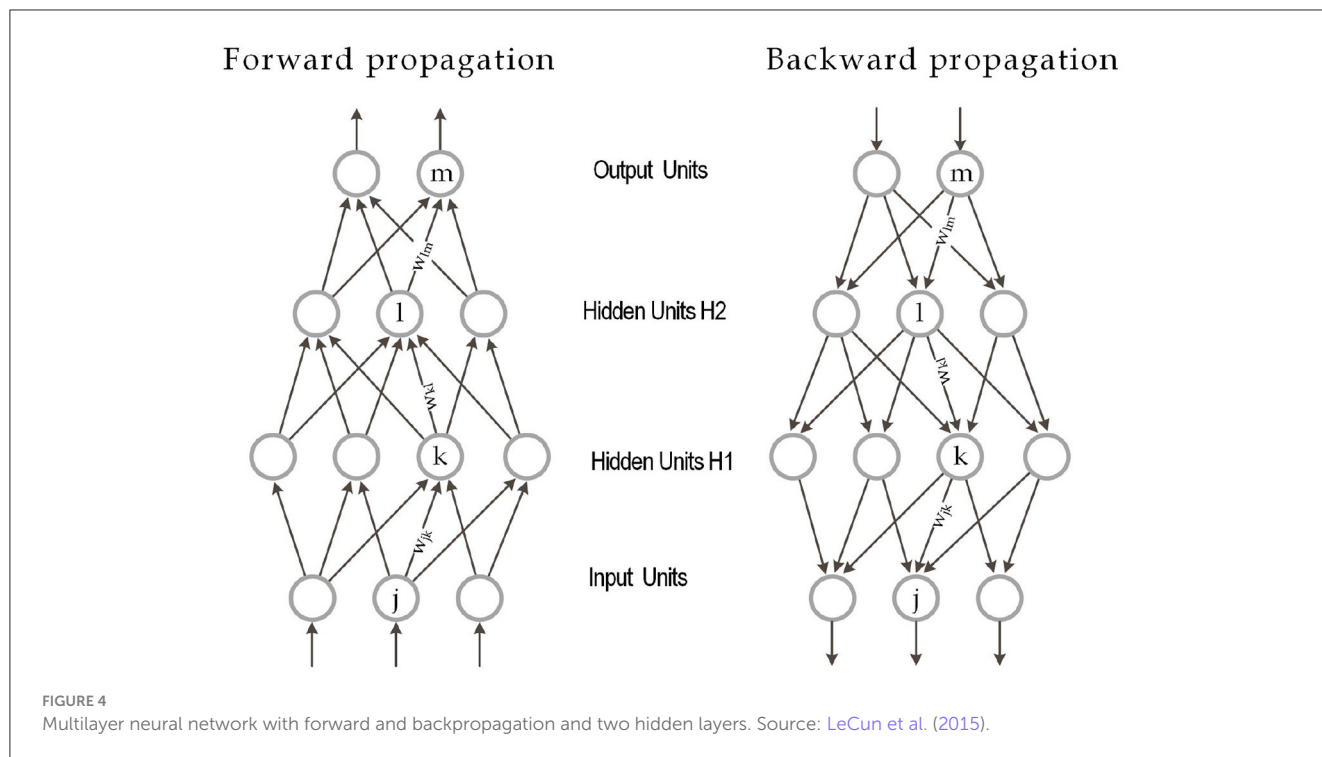 Forward propagation
Backward propagation
m
Output Units
m
w_lm
w_lm
l
Hidden Units H2
l
w_kl
w_kl
k
Hidden Units H1
k
w_jk
w_jk
j
Input Units
j
FIGURE 4
Multilayer neural network with forward and backpropagation and two hidden layers. Source: LeCun et al. (2015).